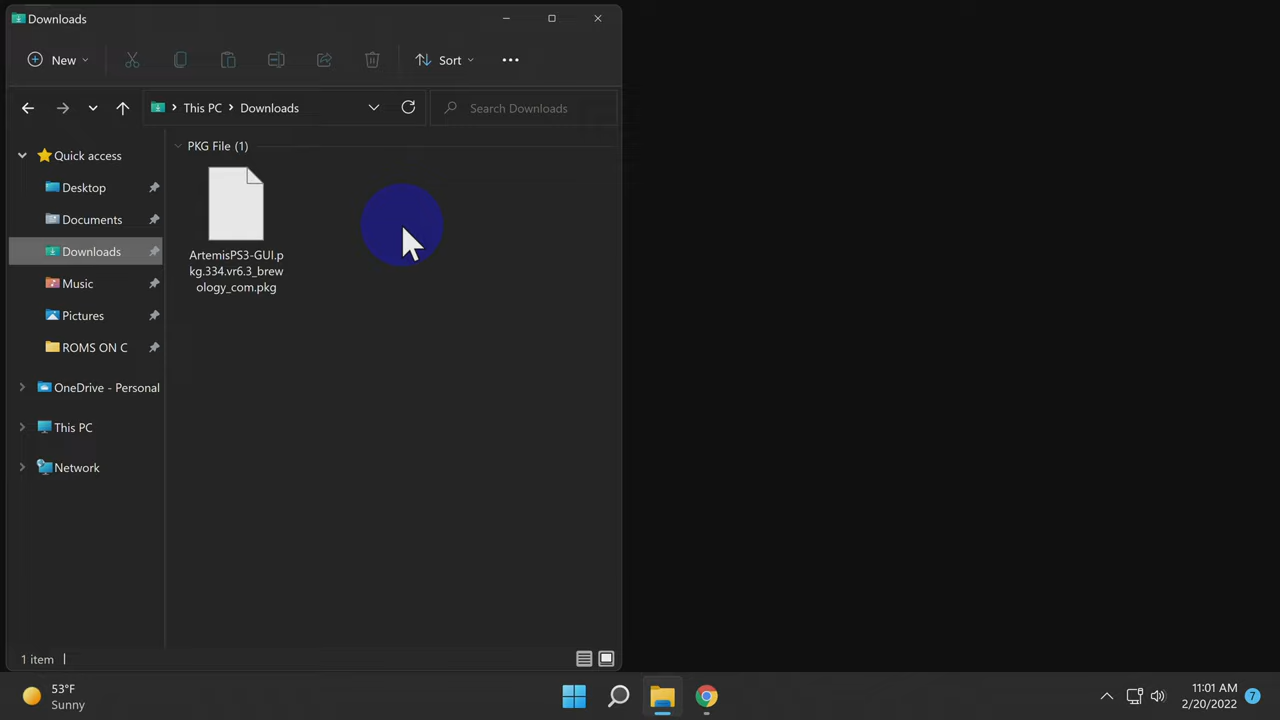 Downloads
New
Sort
This PC
Downloads
Search Downloads
Quick access
Desktop
Documents
Downloads
Music
Pictures
ROMS ON C
OneDrive - Personal
This PC
Network
PKG File (1)
ArtemisPS3-GUI.p
kg.334.vr6.3_brew
ology_com.pkg
1 item
53°F
Sunny
11:01 AM
2/20/2022
7